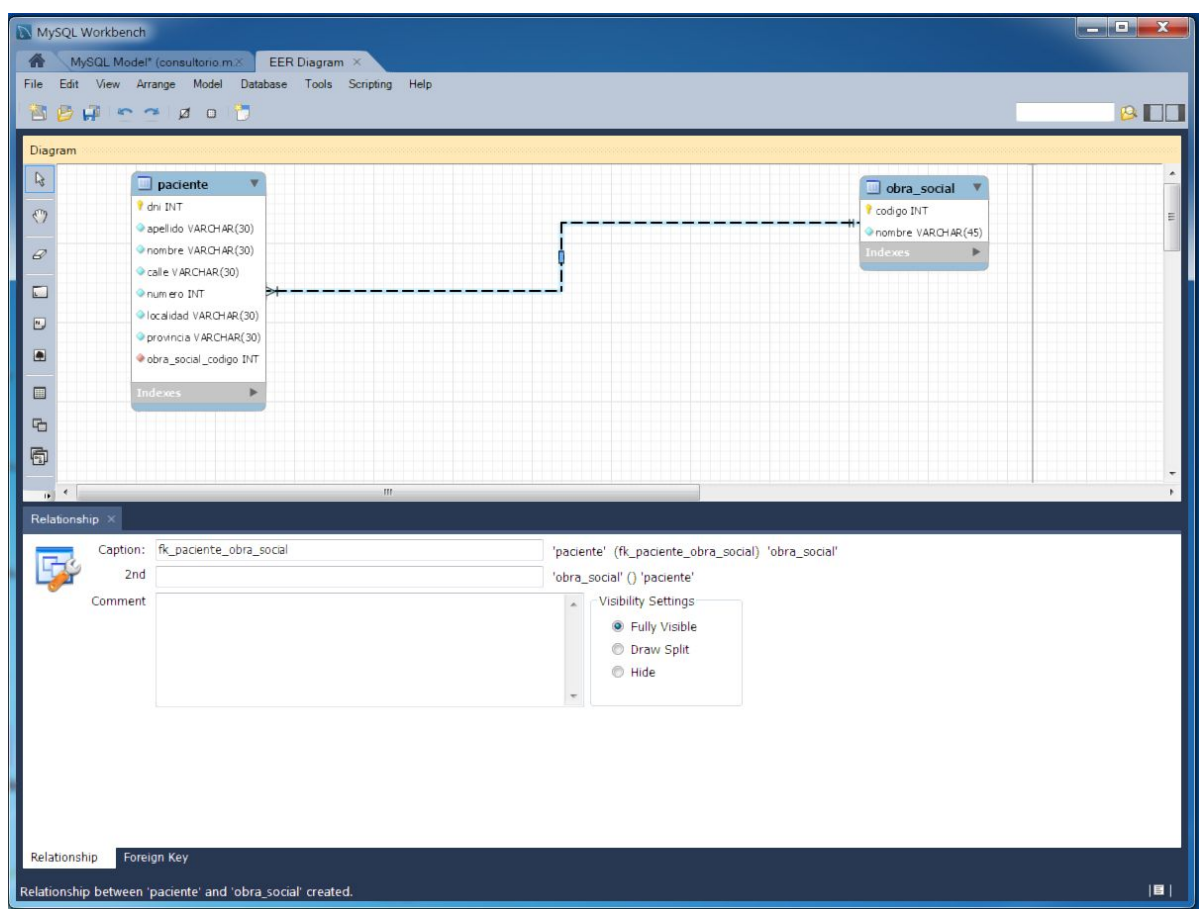 MySQL Workbench
MySQL Model* (consultorio.m
EER Diagram
File Edit View Arrange Model Database Tools Scripting Help
Diagram
paciente
dni INT
apellido VARCHAR(30)
nombre VARCHAR(30)
calle VARCHAR(30)
numero INT
localidad VARCHAR(30)
provincia VARCHAR(30)
obra_social_codigo INT
Indexes
obra_social
codigo INT
nombre VARCHAR(45)
Indexes
Relationship
Caption: fk_paciente_obra_social 'paciente' (fk_paciente_obra_social) 'obra_social'
2nd 'obra_social' () 'paciente'
Comment
Visibility Settings
Fully Visible
Draw Split
Hide
Relationship Foreign Key
Relationship between 'paciente' and 'obra_social' created.